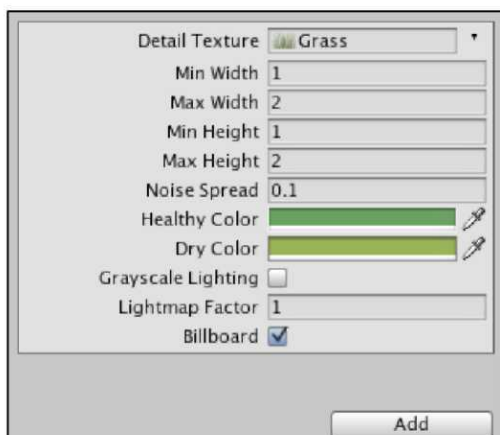 Detail Texture Grass
Min Width 1
Max Width 2
Min Height 1
Max Height 2
Noise Spread 0.1
Healthy Color
Dry Color
Grayscale Lighting
Lightmap Factor 1
Billboard
Add